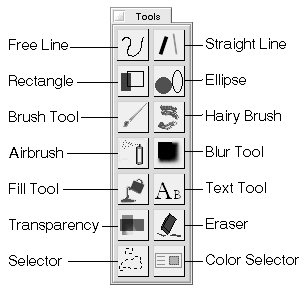 Tools
Free Line
Straight Line
Rectangle
Ellipse
Brush Tool
Hairy Brush
Airbrush
Blur Tool
Fill Tool
AB
Text Tool
Transparency
Eraser
Selector
Color Selector